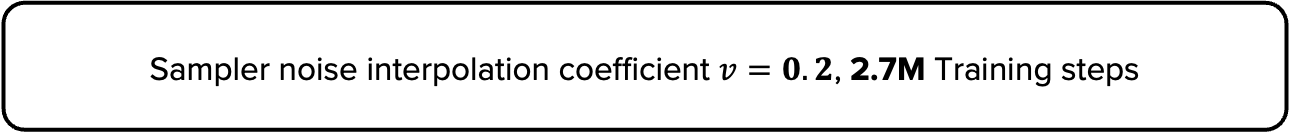 Sampler noise interpolation coefficient 𝑣 = 𝟎.𝟐, 2.7M Training steps